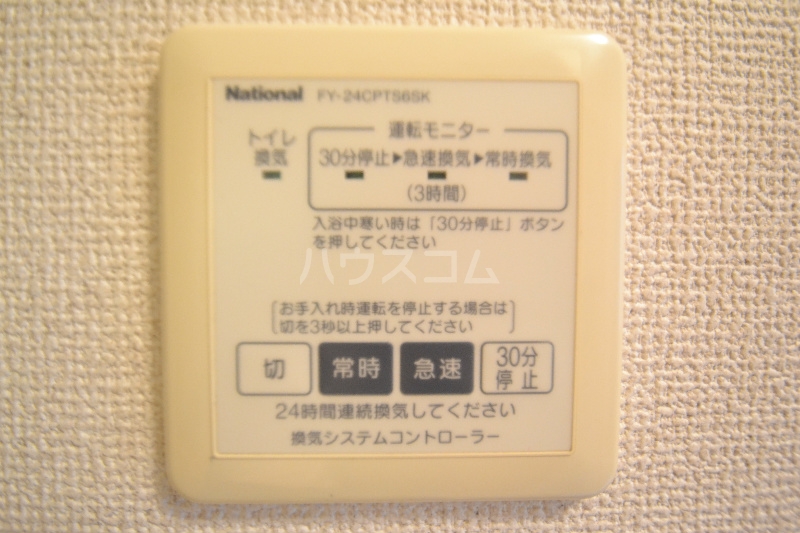 National FY-24CPTS6SK
トイレ
換気
運転モニター
30分停止▶急速換気▶常時換気
(3時間)
入浴中寒い時は「30分停止」ボタン
を押してください
ハウスコム
お手入れ時運転を停止する場合は
切を3秒以上押してください
切 常時 急速 30分停止
24時間連続換気してください
換気システムコントローラー